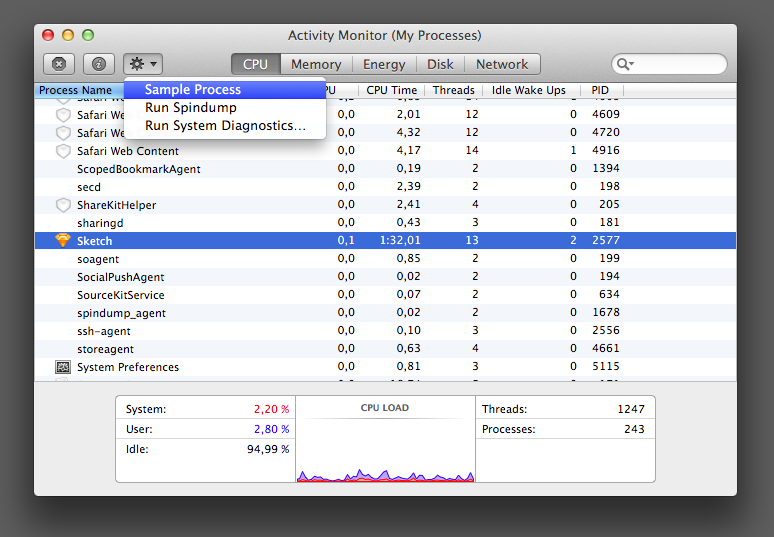 Activity Monitor (My Processes)
CPU Memory Energy Disk Network
Process Name PU CPU Time Threads Idle Wake Ups PID
Sample Process
Run Spindump
Run System Diagnostics...
Safari Web 0,0 2,01 12 0 4609
Safari Web 0,0 4,32 12 0 4720
Safari Web Content 0,0 4,17 14 1 4916
ScopedBookmarkAgent 0,0 0,19 2 0 1394
secd 0,0 2,39 2 0 198
ShareKitHelper 0,0 2,41 4 0 205
sharingd 0,0 0,43 3 0 181
Sketch 0,1 1:32,01 13 2 2577
soagent 0,0 0,85 2 0 199
SocialPushAgent 0,0 0,02 2 0 194
SourceKitService 0,0 0,07 2 0 634
spindump_agent 0,0 0,02 2 0 1678
ssh-agent 0,0 0,10 3 0 2556
storeagent 0,0 0,63 4 0 4661
System Preferences 0,0 0,81 3 0 5115
System: 2,20 %
User: 2,80 %
Idle: 94,99 %
CPU LOAD
Threads: 1247
Processes: 243